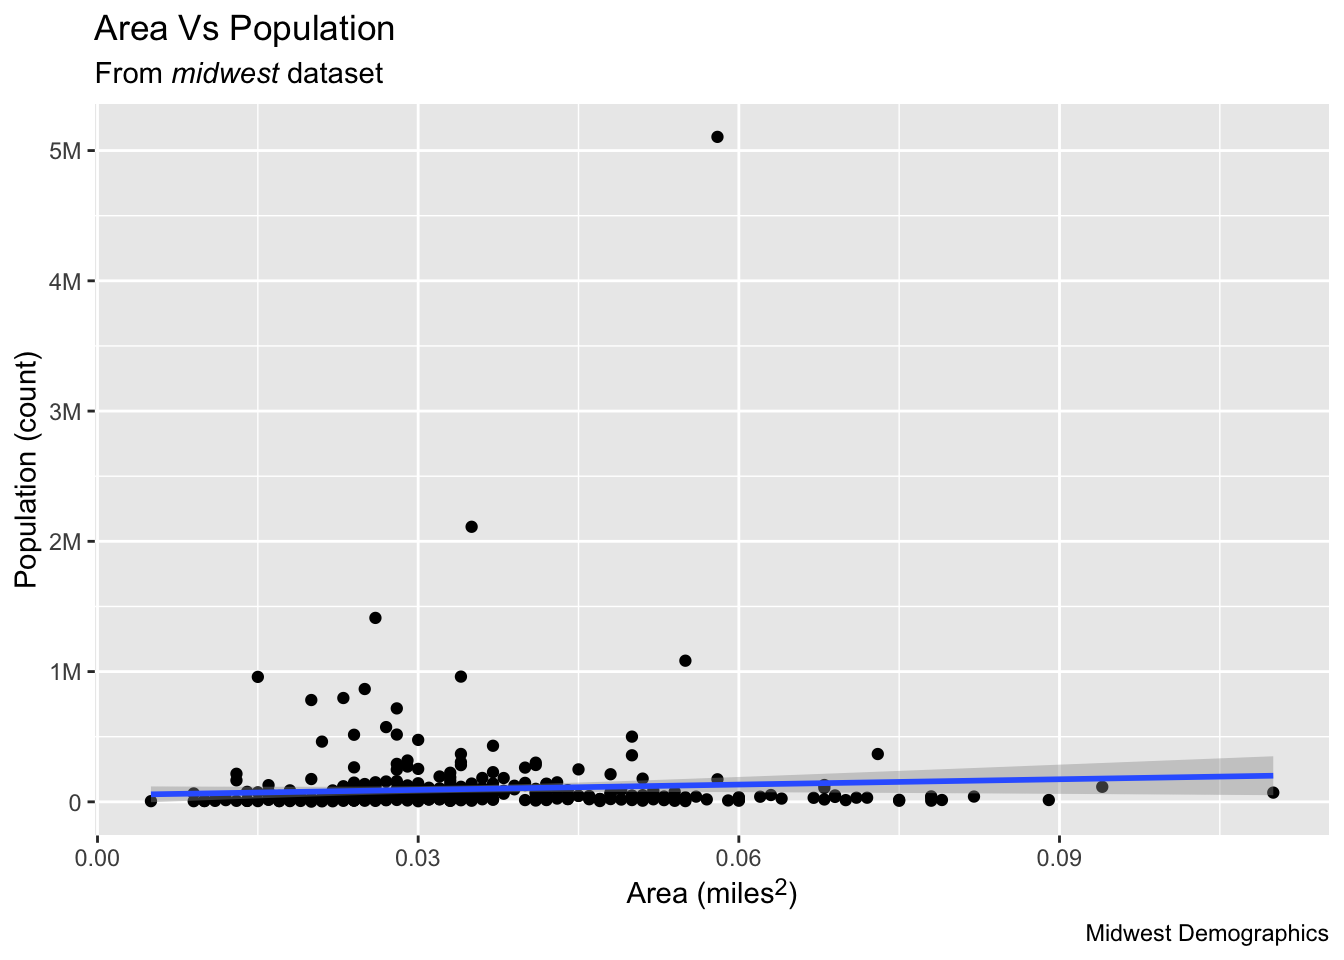 Area Vs Population
From midwest dataset
Population (count)
5M
4M
3M
2M
1M
0
0.00 0.03 0.06 0.09
Area (miles²)
Midwest Demographics